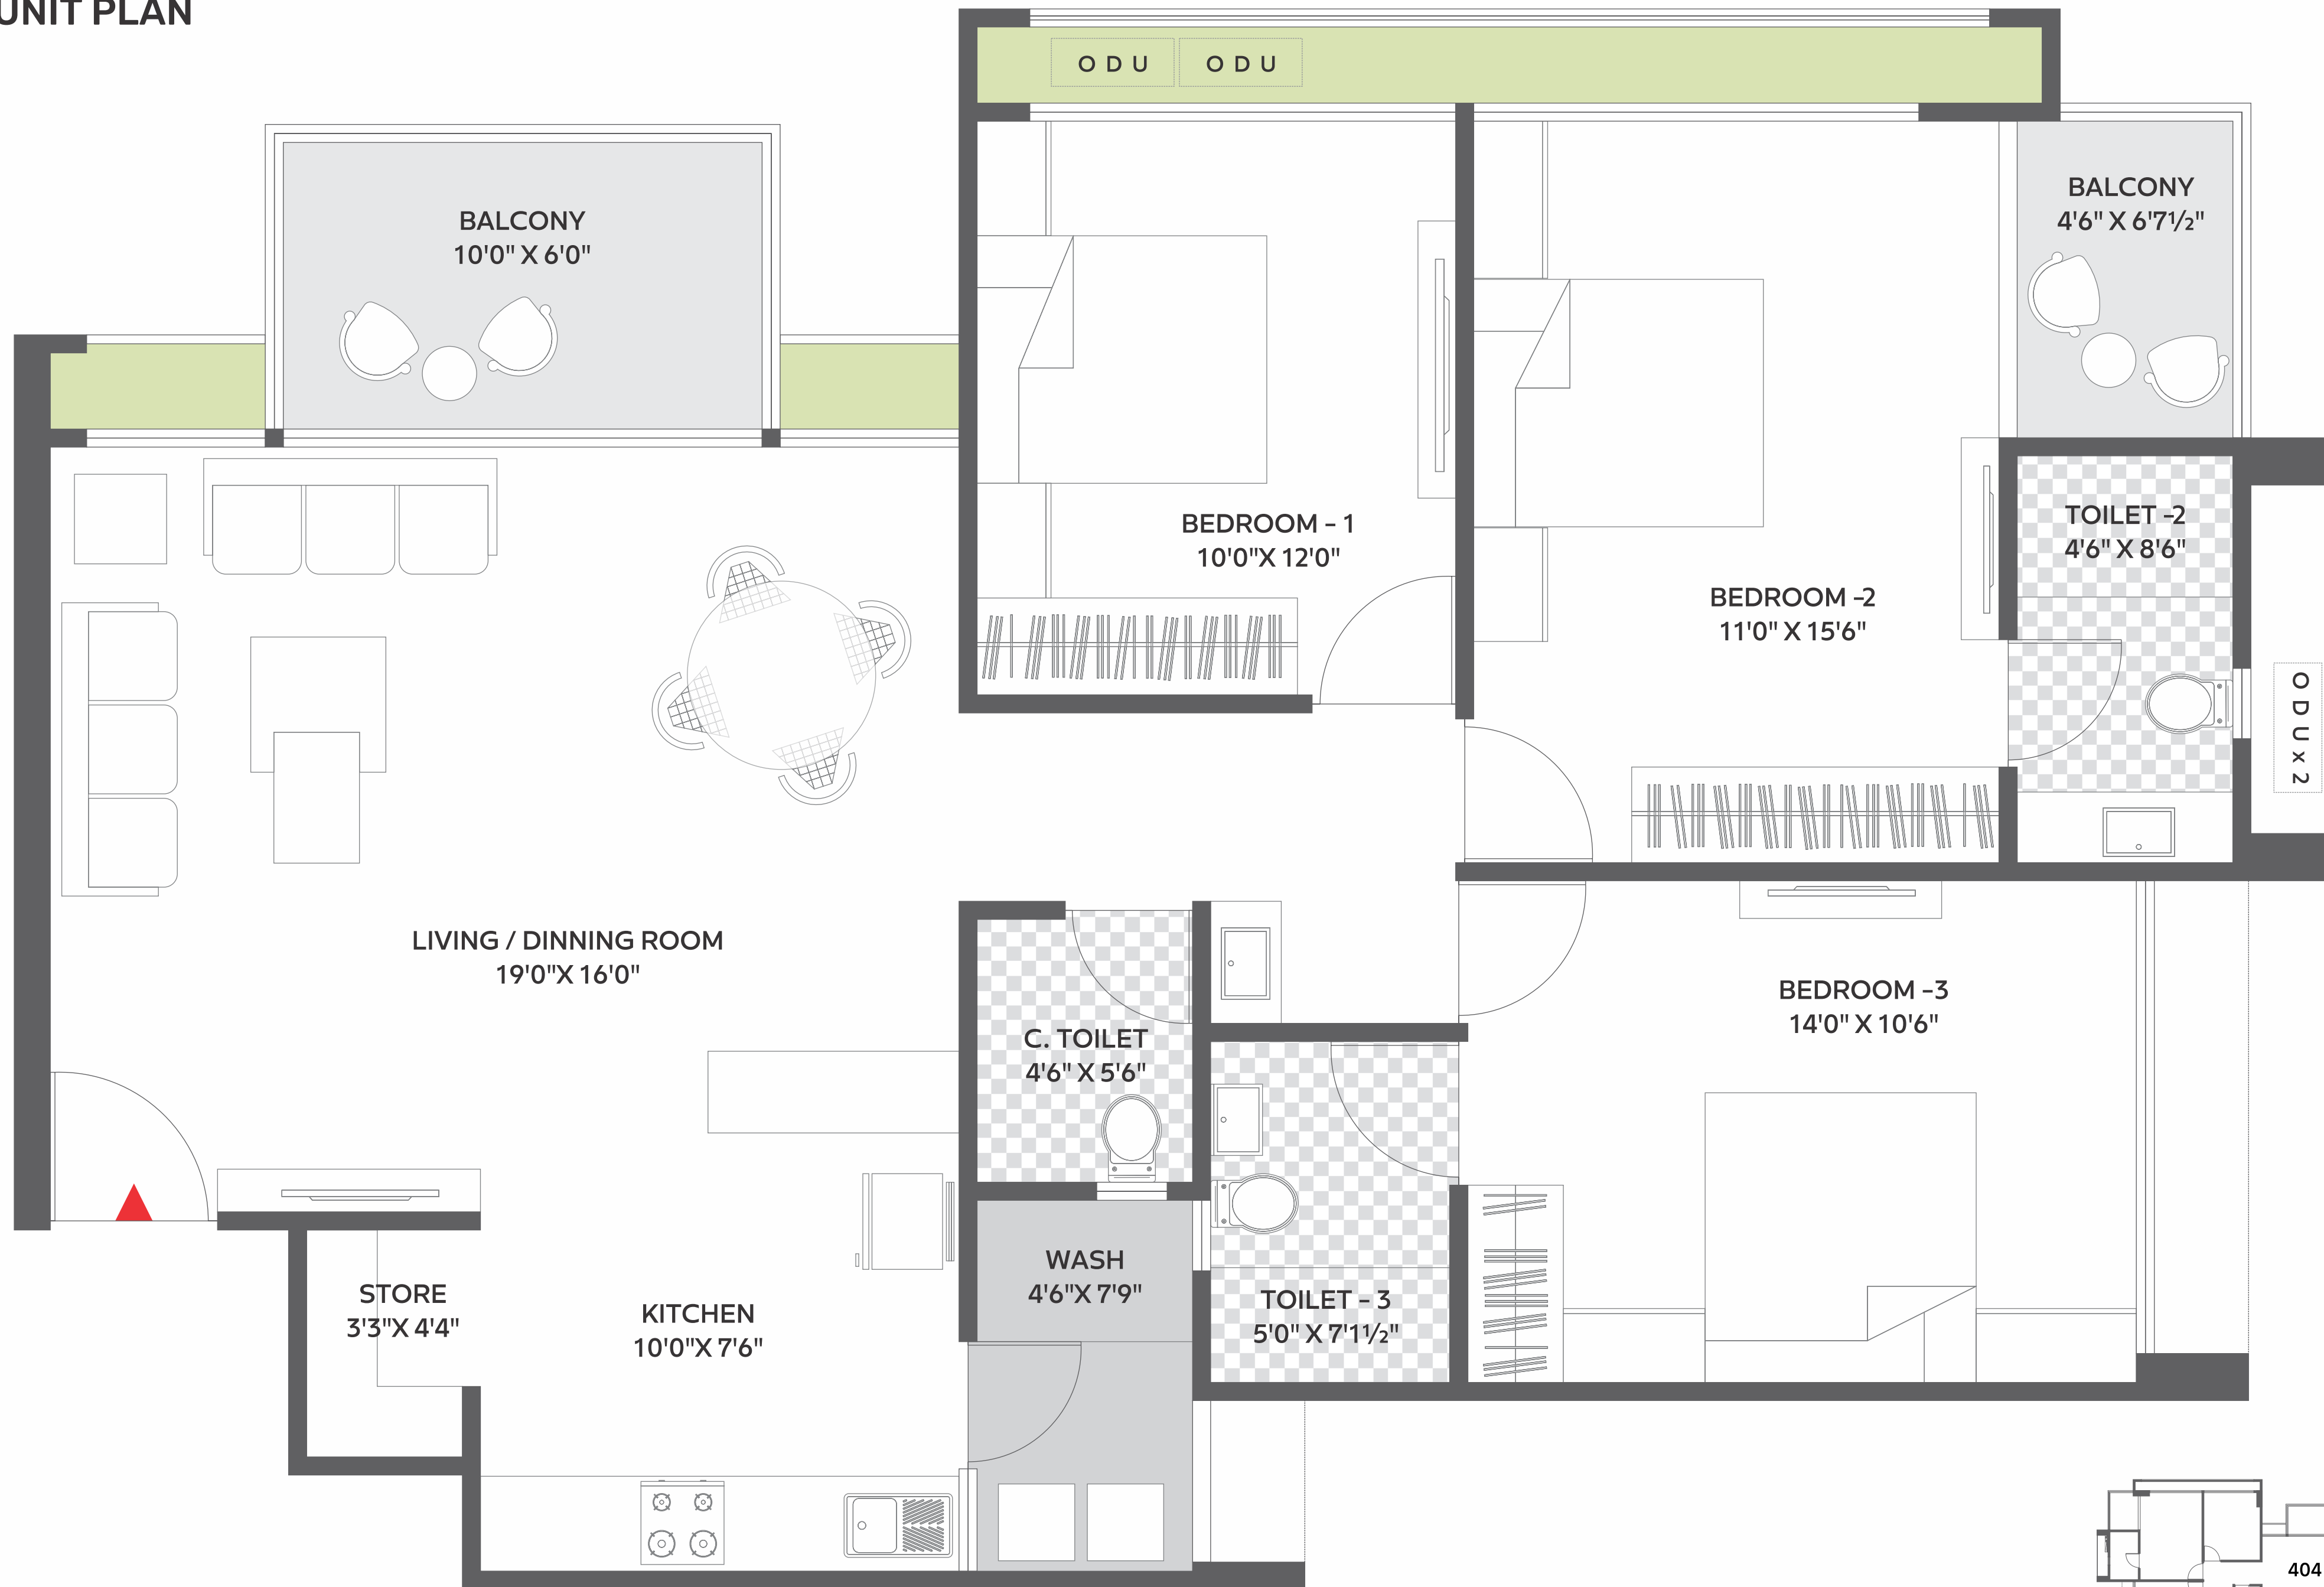 UNIT PLAN
ODU ODU
BALCONY
10'0" X 6'0"
BALCONY
4'6" X 6'7½"
BEDROOM - 1
10'0"X 12'0"
BEDROOM -2
11'0" X 15'6"
TOILET -2
4'6" X 8'6"
ODUx2
LIVING / DINNING ROOM
19'0"X 16'0"
C. TOILET
4'6" X 5'6"
BEDROOM -3
14'0" X 10'6"
STORE
3'3"X 4'4"
KITCHEN
10'0"X 7'6"
WASH
4'6"X 7'9"
TOILET - 3
5'0" X 7'1½"
404